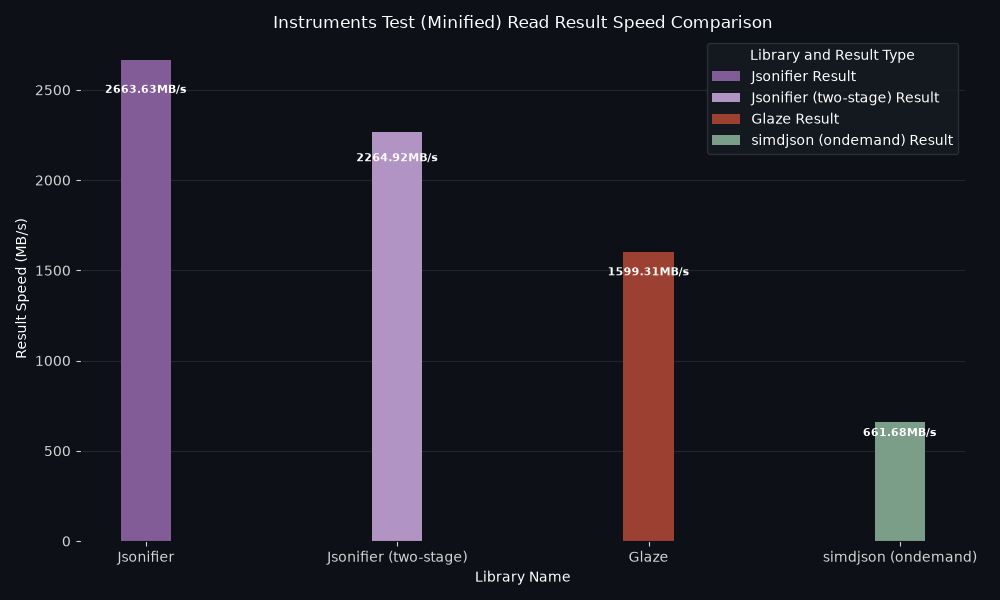 Instruments Test (Minified) Read Result Speed Comparison
Library and Result Type
Jsonifier Result
Jsonifier (two-stage) Result
Glaze Result
simdjson (ondemand) Result
2663.63MB/s
2264.92MB/s
1599.31MB/s
661.68MB/s
Result Speed (MB/s)
2500
2000
1500
1000
500
0
Jsonifier
Jsonifier (two-stage)
Glaze
simdjson (ondemand)
Library Name